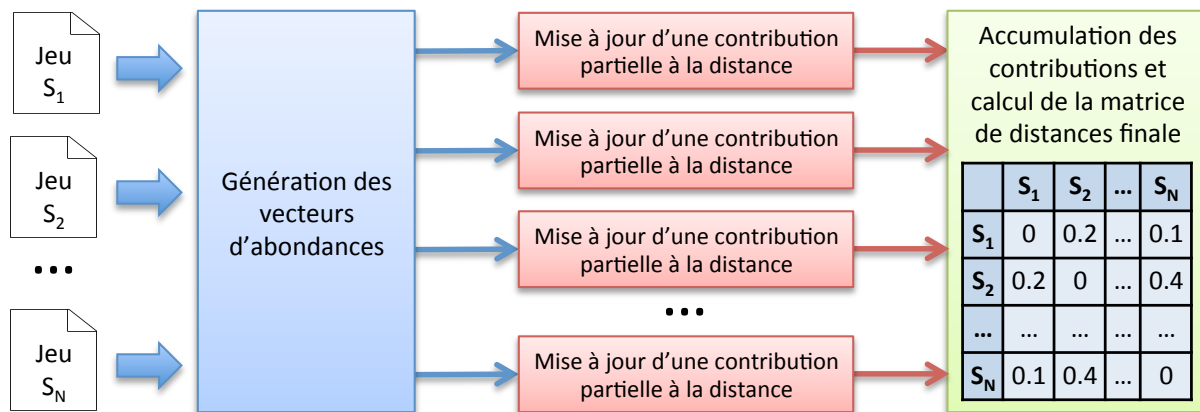 Jeu
S1
Jeu
S2
...
Jeu
SN
Génération des
vecteurs
d’abondances
Mise à jour d’une contribution
partielle à la distance
Mise à jour d’une contribution
partielle à la distance
Mise à jour d’une contribution
partielle à la distance
...
Mise à jour d’une contribution
partielle à la distance
Accumulation des
contributions et
calcul de la matrice
de distances finale
S1 S2 ... SN
S1 0 0.2 ... 0.1
S2 0.2 0 ... 0.4
... ... ... ... ...
SN 0.1 0.4 ... 0